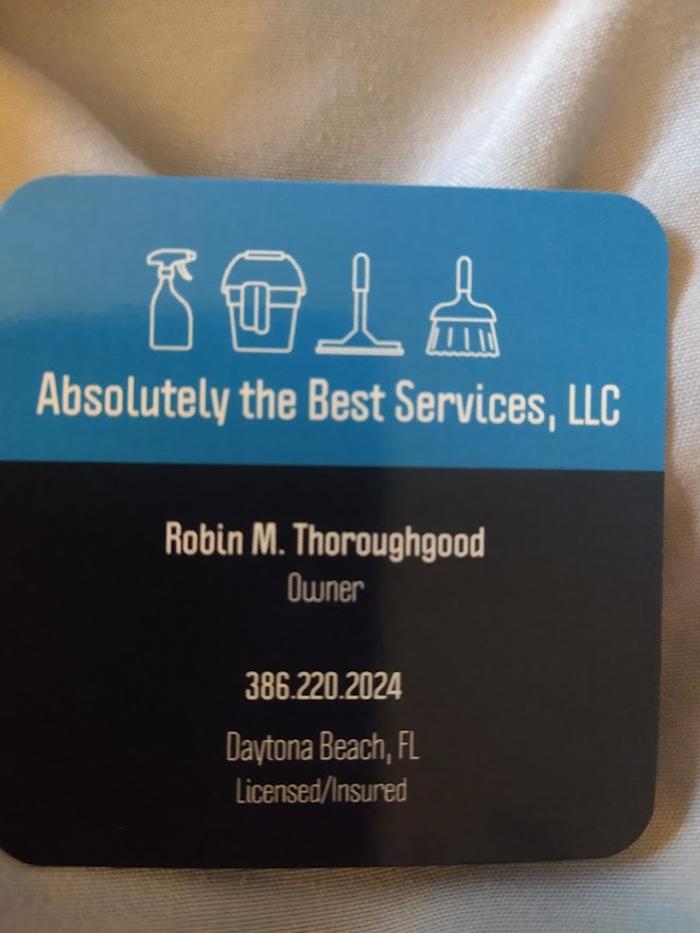 Absolutely the Best Services, LLC
Robin M. Thoroughgood
Owner
386.220.2024
Daytona Beach, FL
Licensed/Insured